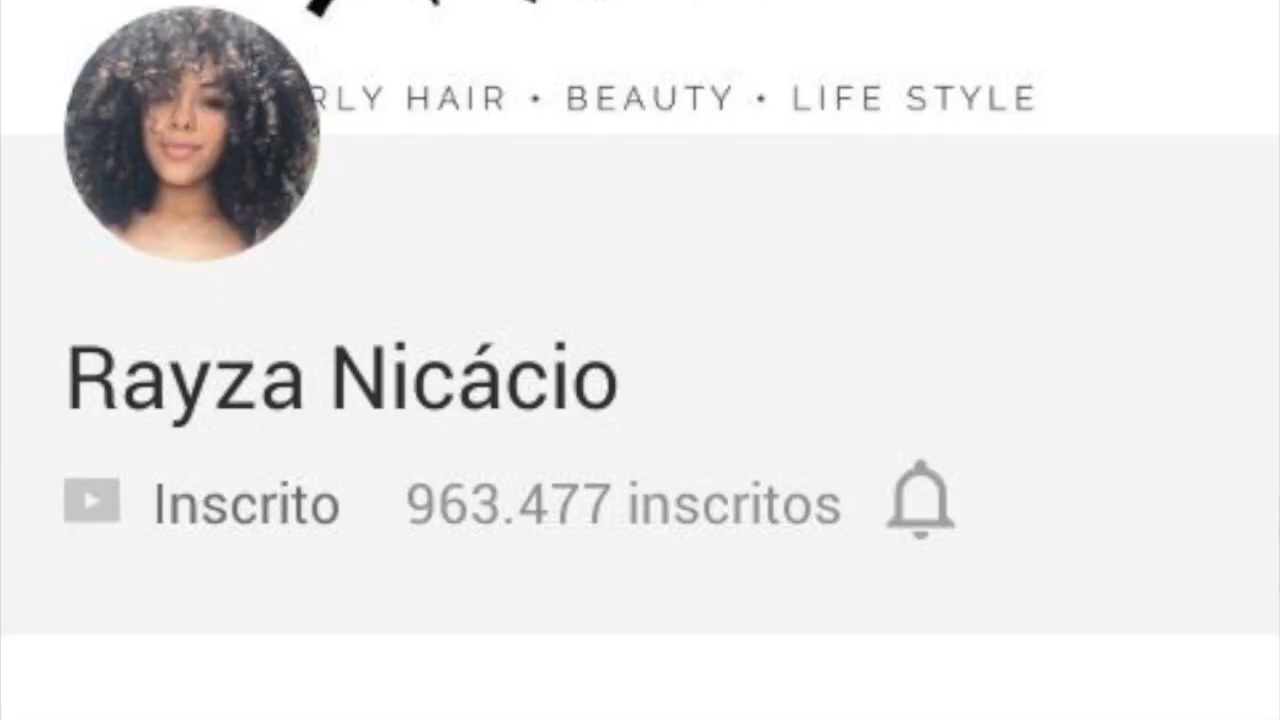 RLY HAIR • BEAUTY • LIFE STYLE
Rayza Nicácio
Inscrito 963.477 inscritos